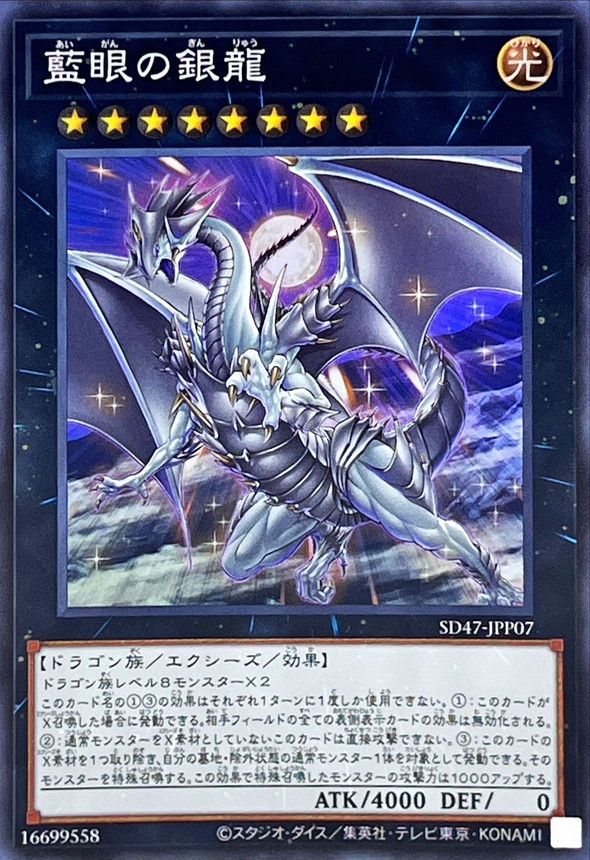 藍眼の銀龍
光
SD47-JPP07
【ドラゴン族/エクシーズ/効果】
ドラゴン族レベル8モンスター×2
このカード名の①③の効果はそれぞれ1ターンに1度しか使用できない。①:このカードが
X召喚した場合に発動できる。相手フィールドの全ての表側表示カードの効果は無効化される。
②:通常モンスターをX素材としていないこのカードは直接攻撃できない。③:このカードの
X素材を1つ取り除き、自分の墓地・除外状態の通常モンスター1体を対象として発動できる。その
モンスターを特殊召喚する。この効果で特殊召喚したモンスターの攻撃力は1000アップする。
ATK/4000 DEF/ 0
16699558 ©スタジオ・ダイス/集英社・テレビ東京・KONAMI